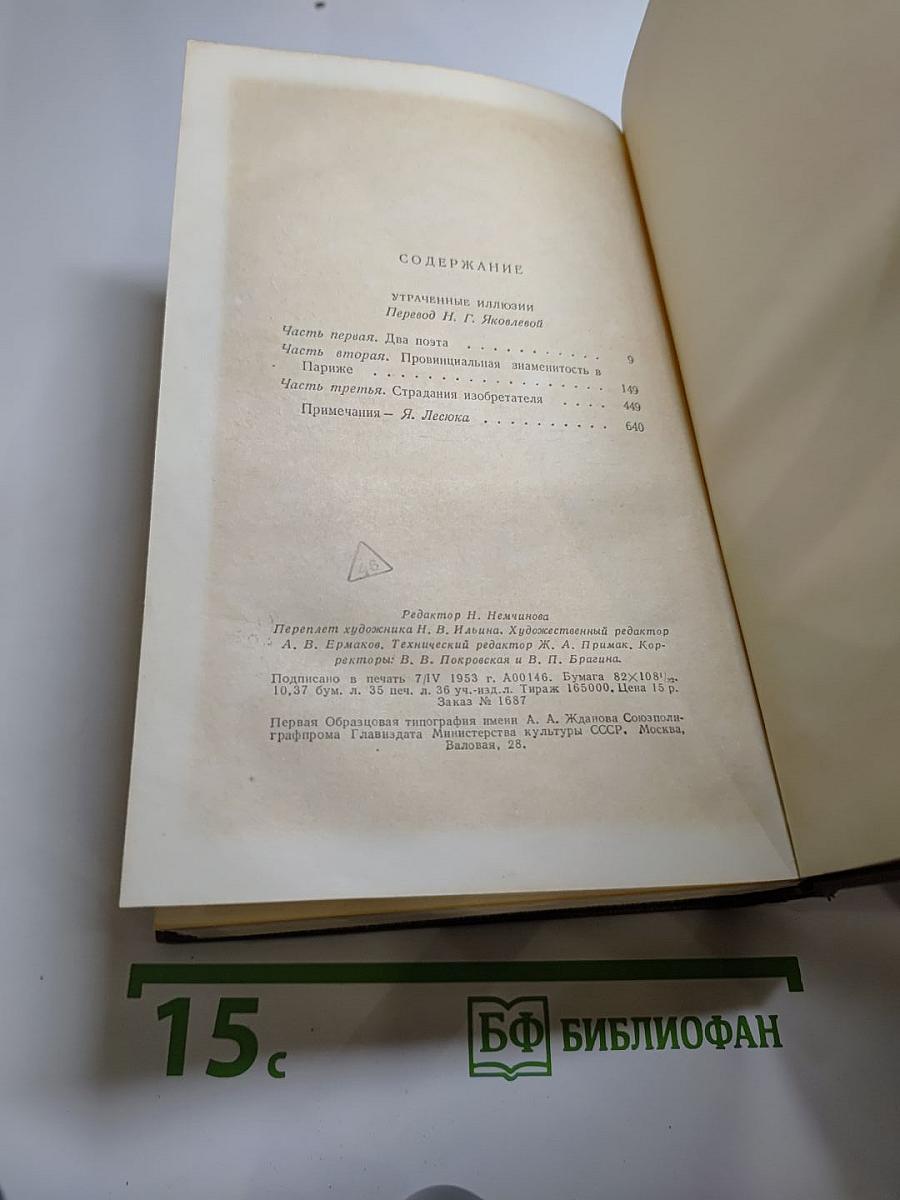 СОДЕРЖАНИЕ
УТРАЧЕННЫЕ ИЛЛЮЗИИ
Перевод Н. Г. Яковлевой
Часть первая. Два поэта . . . . . . . . . . . 9
Часть вторая. Провинциальная знаменитость в
Париже . . . . . . . . . . . . . . . . . . 149
Часть третья. Страдания изобретателя . . . . 449
Примечания — Я. Лесюка . . . . . . . . . . 640
46
Редактор Н. Немчинова
Переплет художника Н. В. Ильина. Художественный редактор
А. В. Ермаков. Технический редактор Ж. А. Примак. Кор-
ректоры: В. В. Покровская и В. П. Брагина.
Подписано в печать 7/IV 1953 г. А00146. Бумага 82×108¹/₃₂.
10,37 бум. л. 35 печ. л. 36 уч.-изд.л. Тираж 165000. Цена 15 р.
Заказ № 1687
Первая Образцовая типография имени А. А. Жданова Союзполи-
графпрома Главиздата Министерства культуры СССР. Москва,
Валовая, 28.
15 с
БФ БИБЛИОФАН